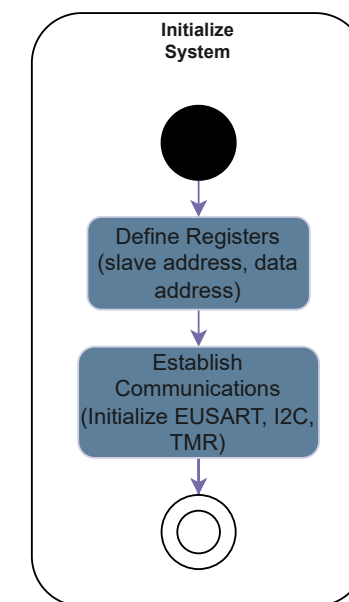 Initialize
System
Define Registers
(slave address, data
address)
Establish
Communications
(Initialize EUSART, I2C,
TMR)